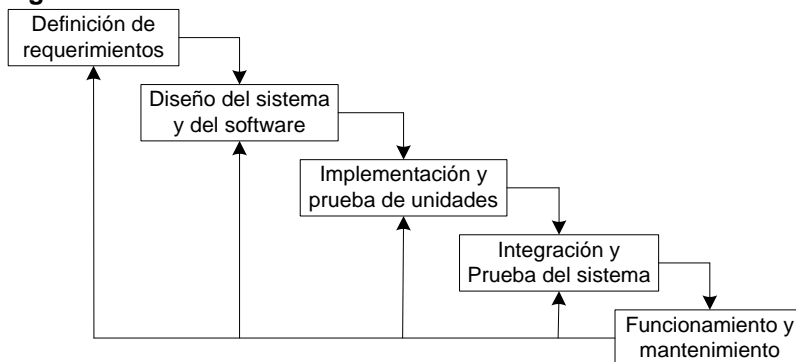 Definición de
requerimientos
Diseño del sistema
y del software
Implementación y
prueba de unidades
Integración y
Prueba del sistema
Funcionamiento y
mantenimiento